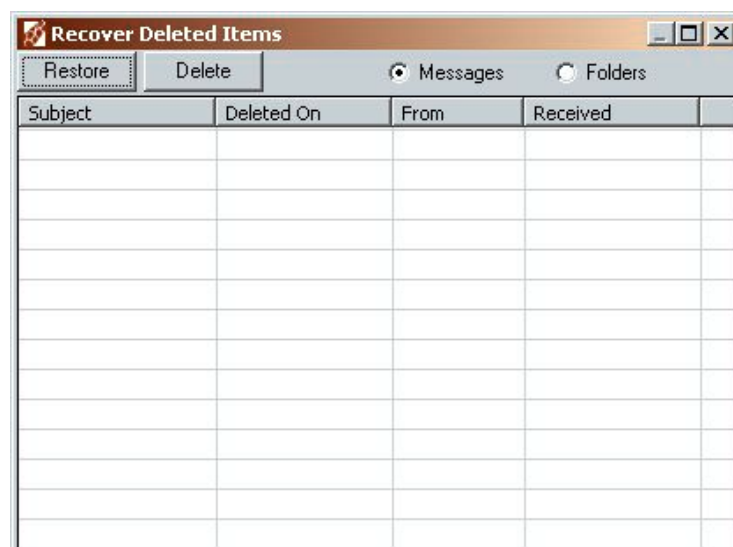 Recover Deleted Items
Restore Delete Messages Folders
Subject Deleted On From Received